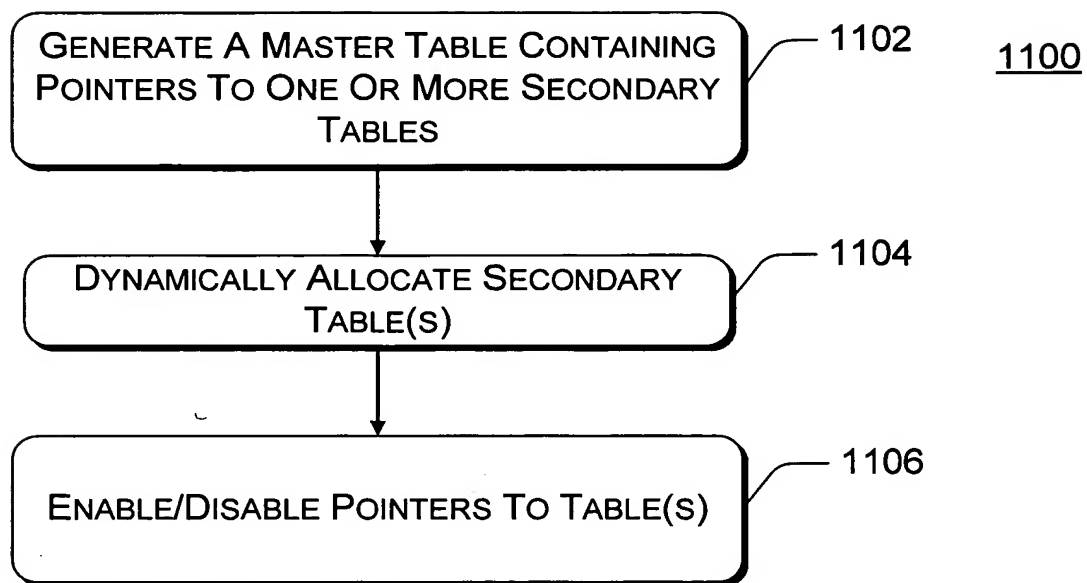 GENERATE A MASTER TABLE CONTAINING
POINTERS TO ONE OR MORE SECONDARY
TABLES
1102
1100
DYNAMICALLY ALLOCATE SECONDARY
TABLE(S)
1104
ENABLE/DISABLE POINTERS TO TABLE(S)
1106